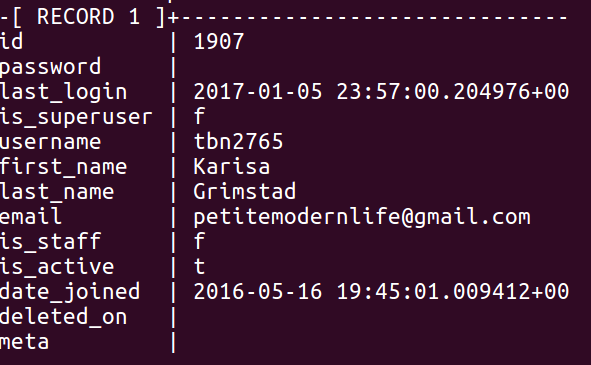 -[ RECORD 1 ]+------------------------------
id | 1907
password |
last_login | 2017-01-05 23:57:00.204976+00
is_superuser | f
username | tbn2765
first_name | Karisa
last_name | Grimstad
email | petitemodernlife@gmail.com
is_staff | f
is_active | t
date_joined | 2016-05-16 19:45:01.009412+00
deleted_on |
meta |